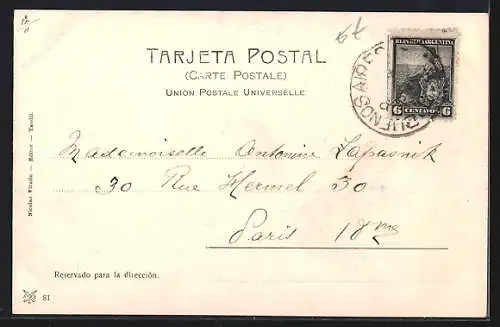 TARJETA POSTAL
(CARTE POSTALE)
UNION POSTALE UNIVERSELLE
REPUBLICA ARGENTINA
6 CENTAVOS 6
BUENOS AIRES
Mademoiselle Antonine Lapasnik
30 Rue Hermel 30
Paris 18me
Nicolas Vitullo — Editor — Tandil.
Reservado para la dirección.
81